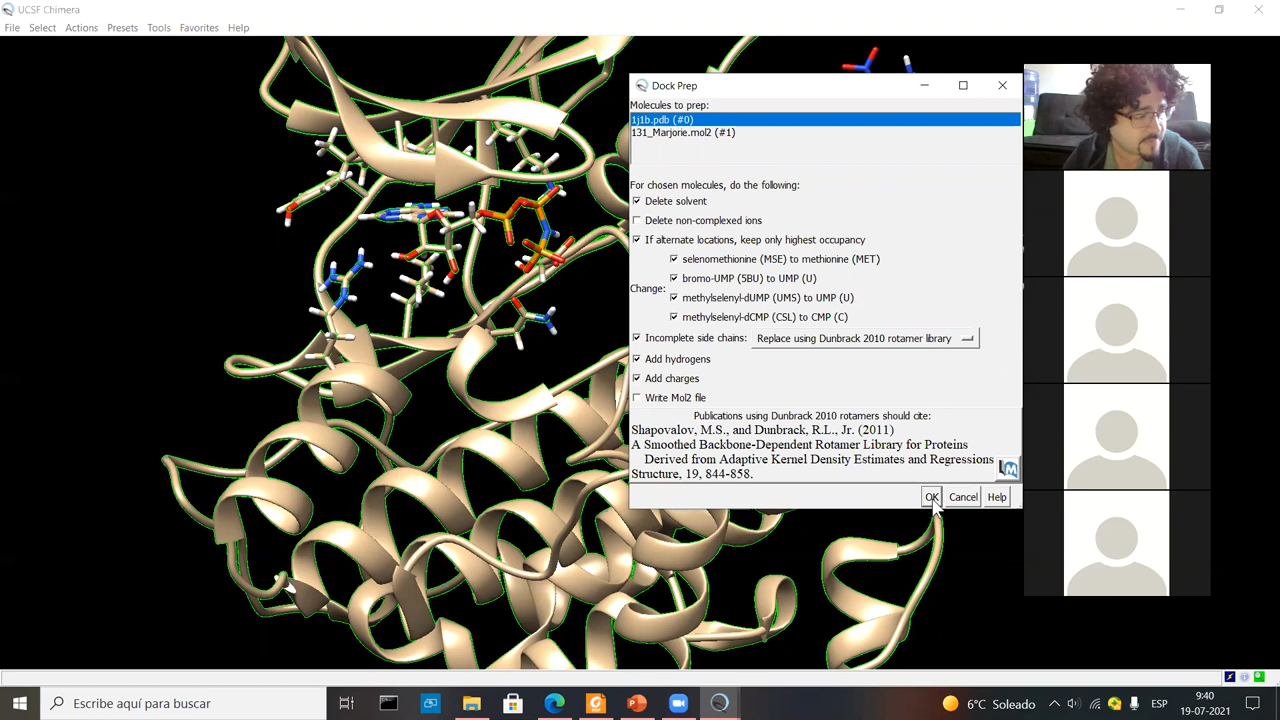 UCSF Chimera
File Select Actions Presets Tools Favorites Help
Dock Prep
Molecules to prep:
1j1b.pdb (#0)
131_Marjorie.mol2 (#1)
For chosen molecules, do the following:
Delete solvent
Delete non-complexed ions
If alternate locations, keep only highest occupancy
selenomethionine (MSE) to methionine (MET)
bromo-UMP (5BU) to UMP (U)
Change:
methylselenyl-dUMP (UMS) to UMP (U)
methylselenyl-dCMP (CSL) to CMP (C)
Incomplete side chains: Replace using Dunbrack 2010 rotamer library
Add hydrogens
Add charges
Write Mol2 file
Publications using Dunbrack 2010 rotamers should cite:
Shapovalov, M.S., and Dunbrack, R.L., Jr. (2011)
A Smoothed Backbone-Dependent Rotamer Library for Proteins
Derived from Adaptive Kernel Density Estimates and Regressions
Structure, 19, 844-858.
OK Cancel Help
Escribe aquí para buscar
6°C Soleado
ESP
9:40
19-07-2021